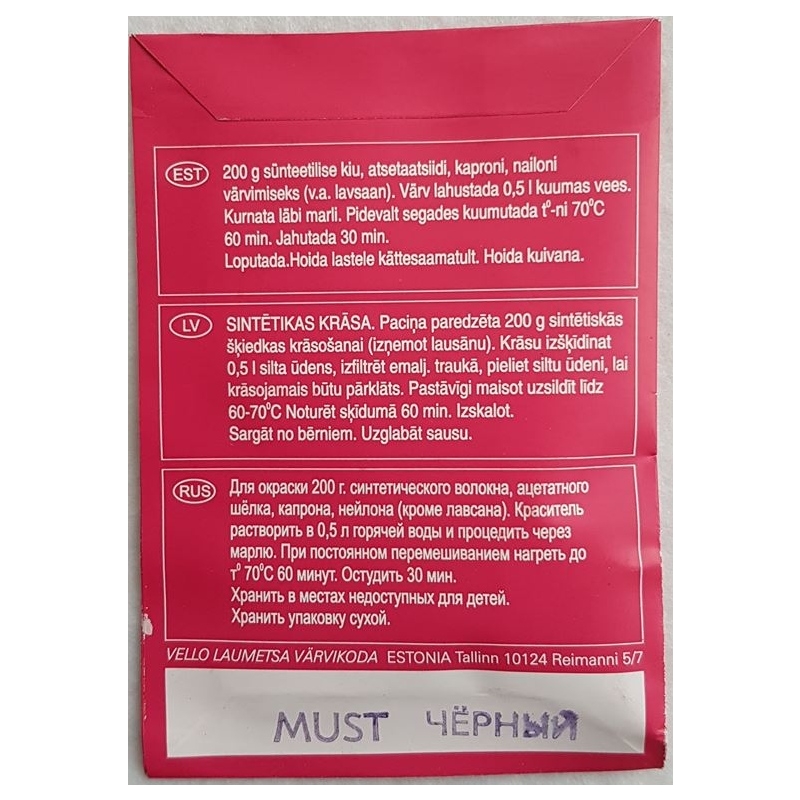 EST
200 g sünteetilise kiu, atsetaatsiidi, kaproni, nailoni
värvimiseks (v.a. lavsaan). Värv lahustada 0,5 l kuumas vees.
Kurnata läbi marli. Pidevalt segades kuumutada t⁰-ni 70⁰C
60 min. Jahutada 30 min.
Loputada.Hoida lastele kättesaamatult. Hoida kuivana.
LV
SINTĒTIKAS KRĀSA. Paciņa paredzēta 200 g sintētiskās
šķiedkas krāsošanai (izņemot lausānu). Krāsu izšķīdinat
0,5 l silta ūdens, izfiltrēt emalj. traukā, pieliet siltu ūdeni, lai
krāsojamais būtu pārklāts. Pastāvīgi maisot uzsildīt līdz
60-70⁰C Noturēt sķīdumā 60 min. Izskalot.
Sargāt no bērniem. Uzglabāt sausu.
RUS
Для окраски 200 г. синтетического волокна, ацетатного
шёлка, капрона, нейлона (кроме лавсана). Краситель
растворить в 0,5 л горячей воды и процедить через
марлю. При постоянном перемешиванием нагреть до
т⁰ 70⁰С 60 минут. Остудить 30 мин.
Хранить в местах недоступных для детей.
Хранить упаковку сухой.
VELLO LAUMETSA VÄRVIKODA ESTONIA Tallinn 10124 Reimanni 5/7
MUST ЧЁРНЫЙ